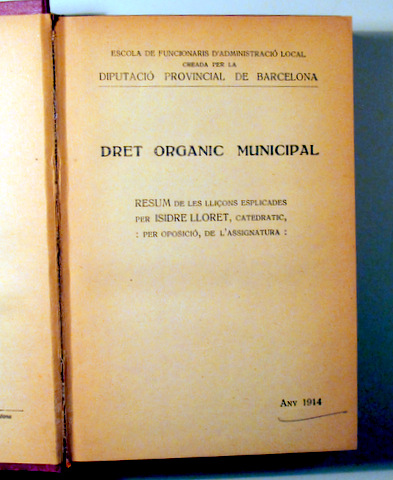 ESCOLA DE FUNCIONARIS D'ADMINISTRACIÓ LOCAL
CREADA PER LA
DIPUTACIÓ PROVINCIAL DE BARCELONA
DRET ORGANIC MUNICIPAL
RESUM DE LES LLIÇONS ESPLICADES
PER ISIDRE LLORET, CATEDRATIC,
: PER OPOSICIÓ, DE L'ASSIGNATURA :
ANY 1914